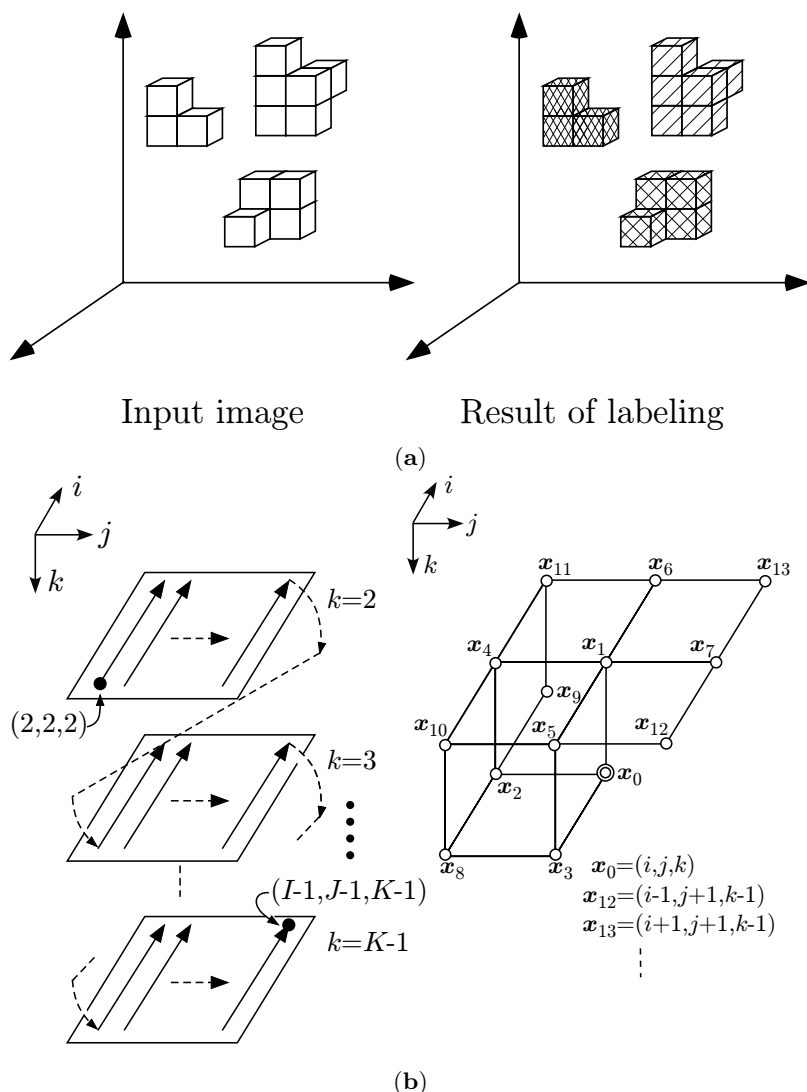 Input image
Result of labeling
(a)
i
j
k
k=2
(2,2,2)
k=3
(I-1,J-1,K-1)
k=K-1
i
j
k
x11
x6
x13
x4
x1
x7
x9
x10
x5
x12
x2
x0
x8
x3
x0=(i,j,k)
x12=(i-1,j+1,k-1)
x13=(i+1,j+1,k-1)
(b)